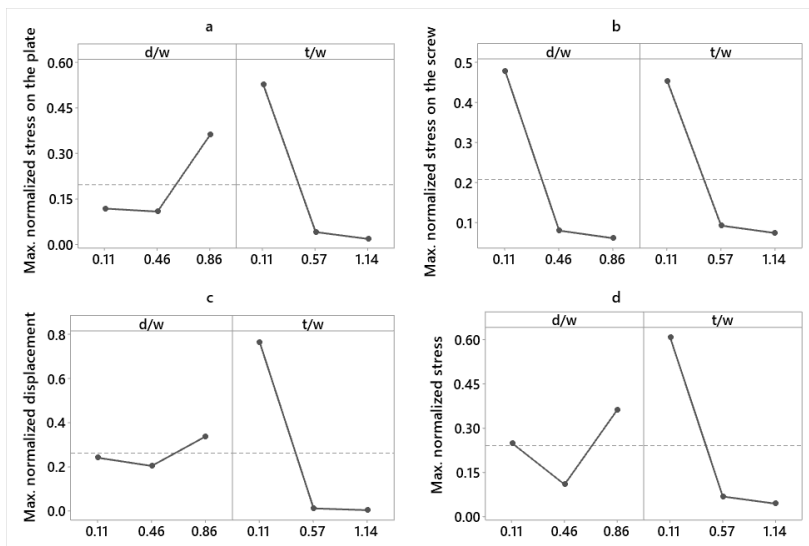 a
d/w t/w
Max. normalized stress on the plate
0.60
0.45
0.30
0.15
0.00
0.11 0.46 0.86 0.11 0.57 1.14
b
d/w t/w
Max. normalized stress on the screw
0.5
0.4
0.3
0.2
0.1
0.11 0.46 0.86 0.11 0.57 1.14
c
d/w t/w
Max. normalized displacement
0.8
0.6
0.4
0.2
0.0
0.11 0.46 0.86 0.11 0.57 1.14
d
d/w t/w
Max. normalized stress
0.60
0.45
0.30
0.15
0.00
0.11 0.46 0.86 0.11 0.57 1.14